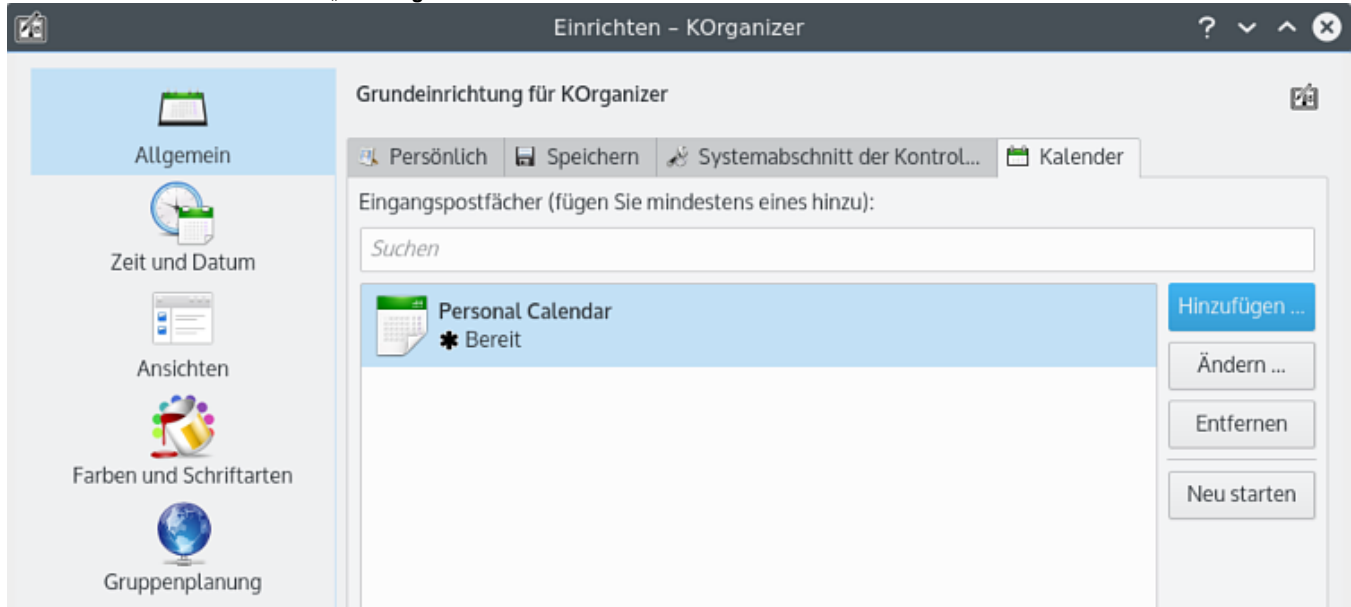 Einrichten – KOrganizer
Allgemein
Zeit und Datum
Ansichten
Farben und Schriftarten
Gruppenplanung
Grundeinrichtung für KOrganizer
Persönlich Speichern Systemabschnitt der Kontrol... Kalender
Eingangspostfächer (fügen Sie mindestens eines hinzu):
Suchen
Personal Calendar
✱ Bereit
Hinzufügen ...
Ändern ...
Entfernen
Neu starten